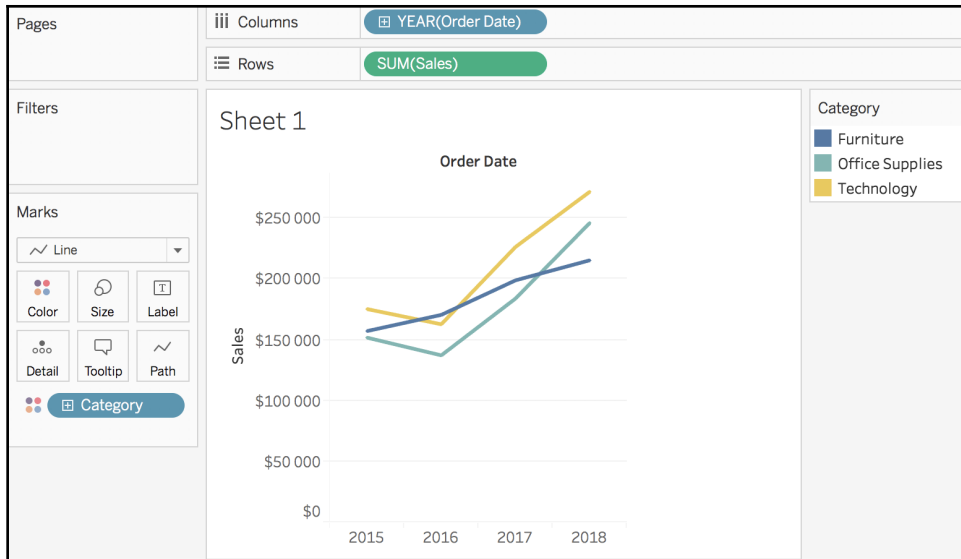 Pages
Columns
YEAR(Order Date)
Rows
SUM(Sales)
Filters
Marks
Line
Color
Size
T
Label
Detail
Tooltip
Path
Category
Sheet 1
Order Date
Sales
$250 000
$200 000
$150 000
$100 000
$50 000
$0
2015 2016 2017 2018
Category
Furniture
Office Supplies
Technology